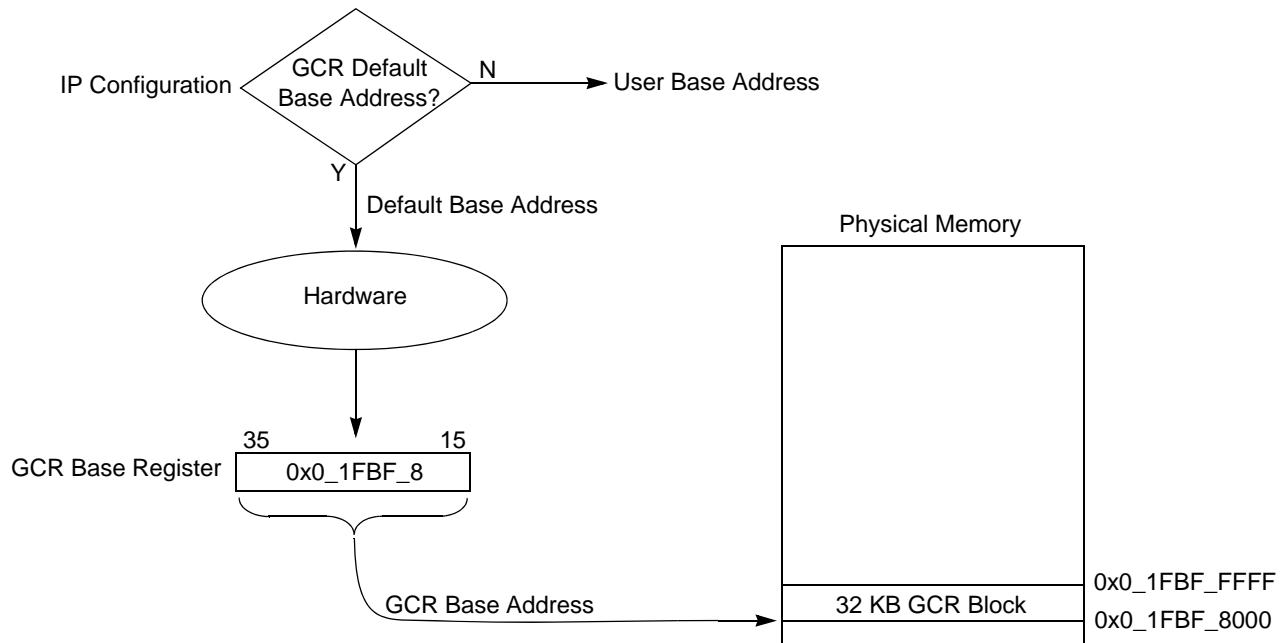 IP Configuration
GCR Default
Base Address?
N
User Base Address
Y
Default Base Address
Hardware
Physical Memory
35
15
GCR Base Register
0x0_1FBF_8
GCR Base Address
32 KB GCR Block
0x0_1FBF_FFFF
0x0_1FBF_8000